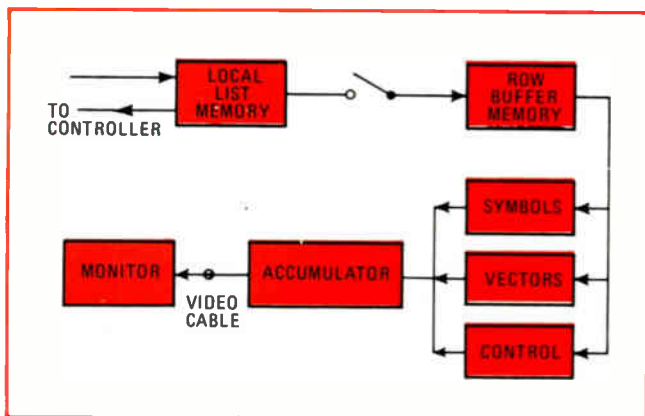 LOCAL
LIST
MEMORY
ROW
BUFFER
MEMORY
TO
CONTROLLER
SYMBOLS
MONITOR
ACCUMULATOR
VECTORS
VIDEO
CABLE
CONTROL